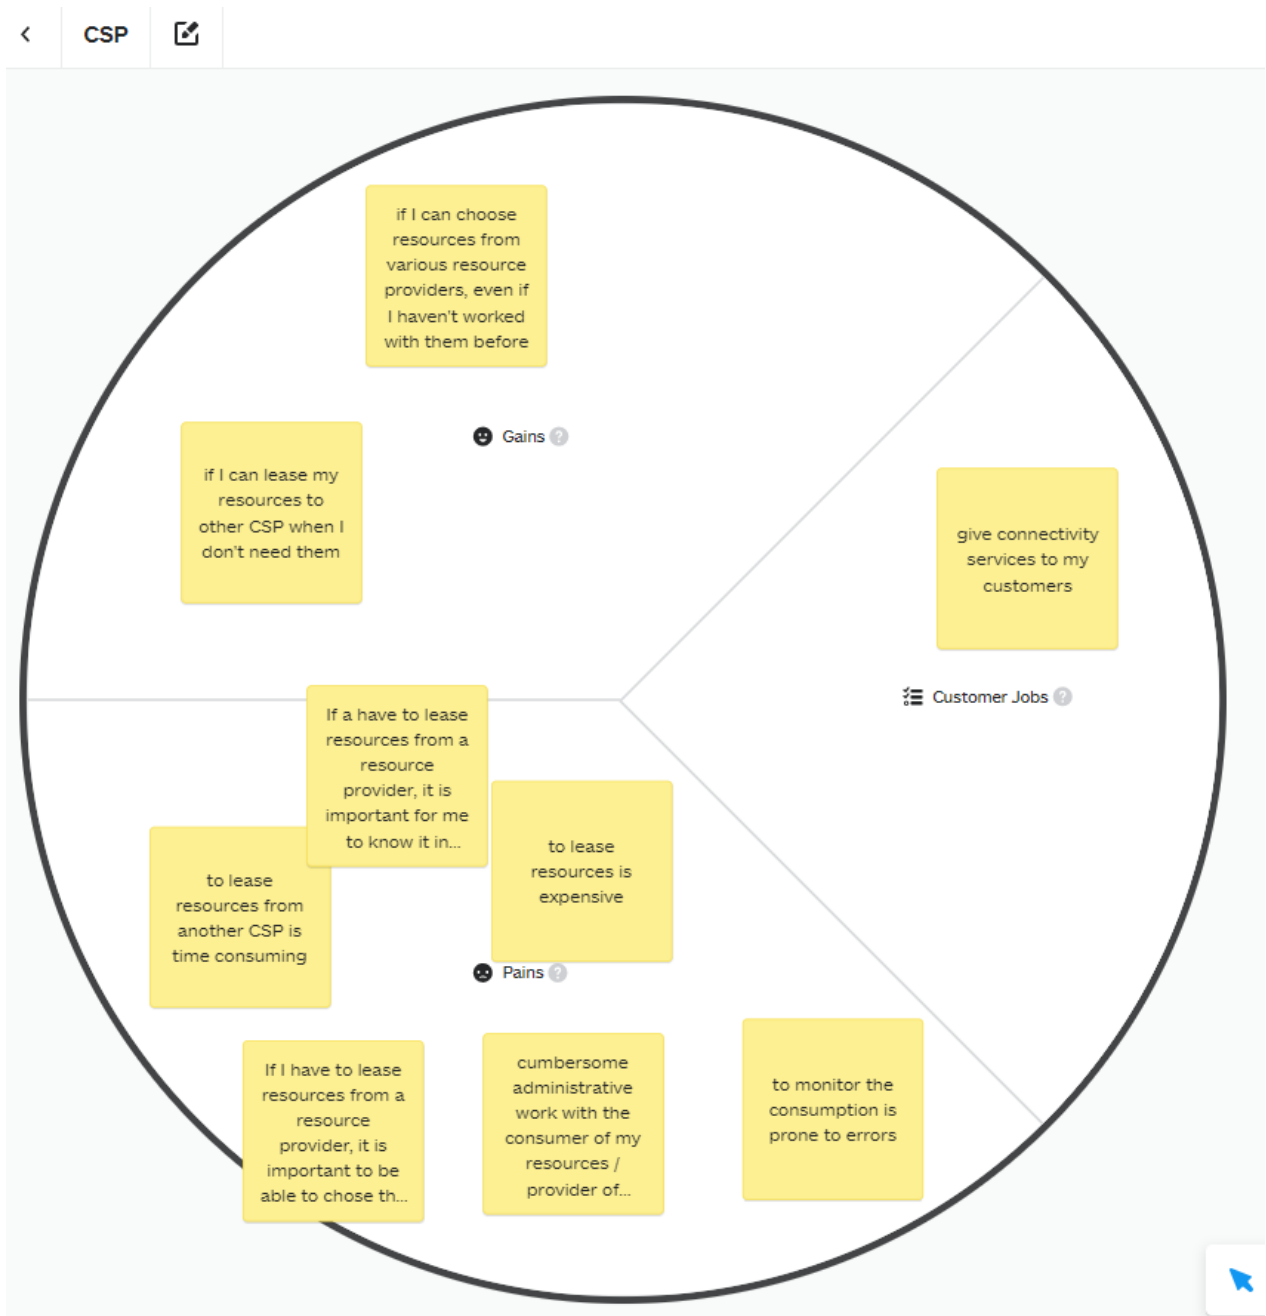 CSP
if I can choose
resources from
various resource
providers, even if
I haven't worked
with them before
Gains ?
if I can lease my
resources to
other CSP when I
don't need them
give connectivity
services to my
customers
Customer Jobs ?
If a have to lease
resources from a
resource
provider, it is
important for me
to know it in...
to lease
resources is
expensive
to lease
resources from
another CSP is
time consuming
Pains ?
If I have to lease
resources from a
resource
provider, it is
important to be
able to chose th...
cumbersome
administrative
work with the
consumer of my
resources /
provider of...
to monitor the
consumption is
prone to errors